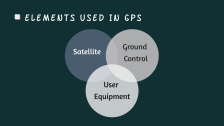 ELEMENTS USED IN GPS
Satellite
Ground
Control
User
Equipment